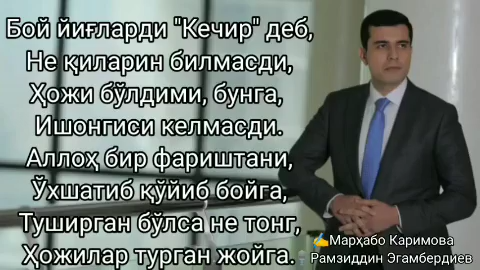 Бой йиғларди "Кечир" деб,
Не қиларин билмасди,
Ҳожи бўлдими, бунга,
Ишонгиси келмасди.
Аллоҳ бир фариштани,
Ўхшатиб қўйиб бойга,
Туширган бўлса не тонг,
Ҳожилар турган жойга.
✍Марҳабо Каримова
Рамзиддин Эгамбердиев